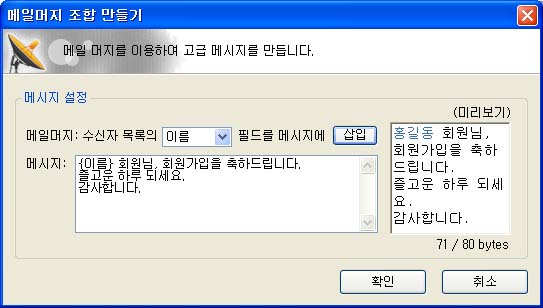 메일머지 조합 만들기
메일 머지를 이용하여 고급 메시지를 만듭니다.
메시지 설정
(미리보기)
메일머지: 수신자 목록의 이름 필드를 메시지에 삽입
메시지:
{이름} 회원님, 회원가입을 축하드립니다.
즐고운 하루 되세요.
감사합니다.
홍길동 회원님,
회원가입을 축하
드립니다.
즐고운 하루 되세
요.
감사합니다.
71 / 80 bytes
확인 취소